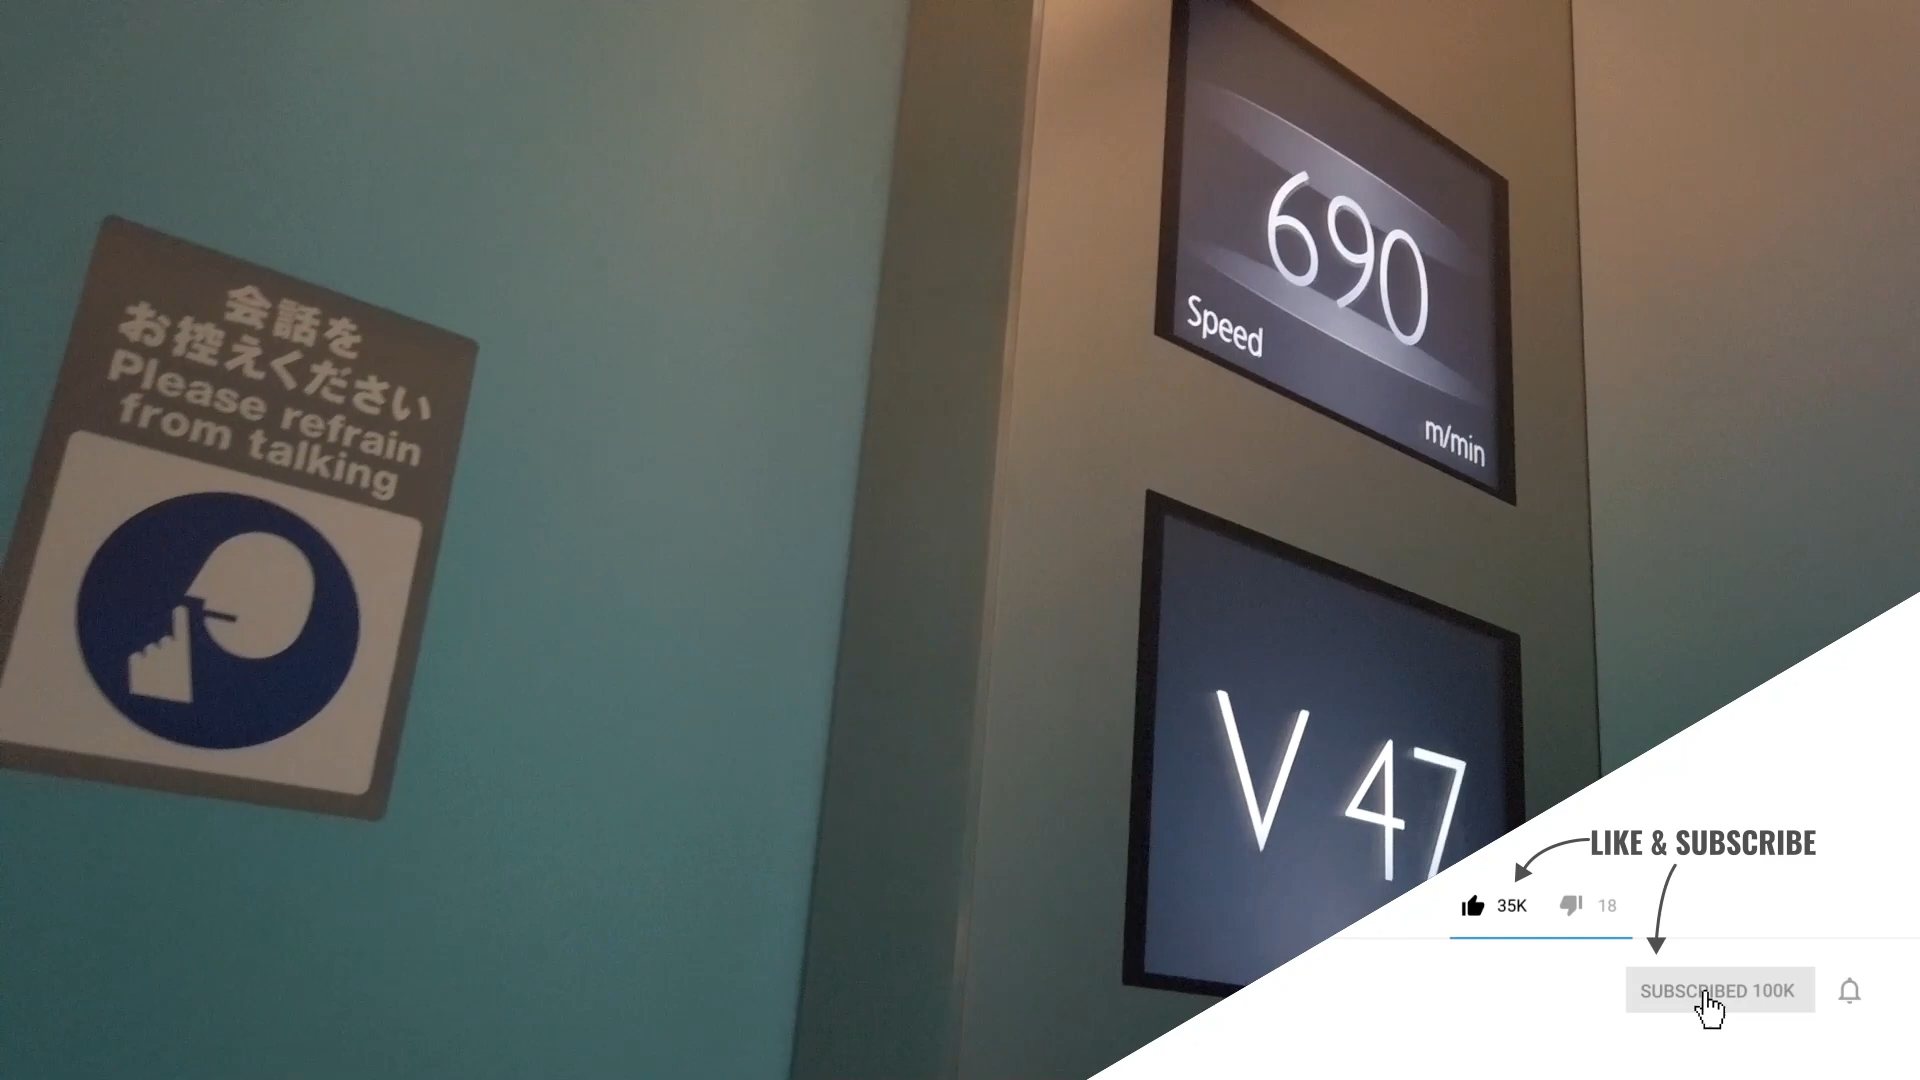 会話を
お控えください
Please refrain
from talking
690
Speed
m/min
V 47
LIKE & SUBSCRIBE
35K 18
SUBSCRIBED 100K